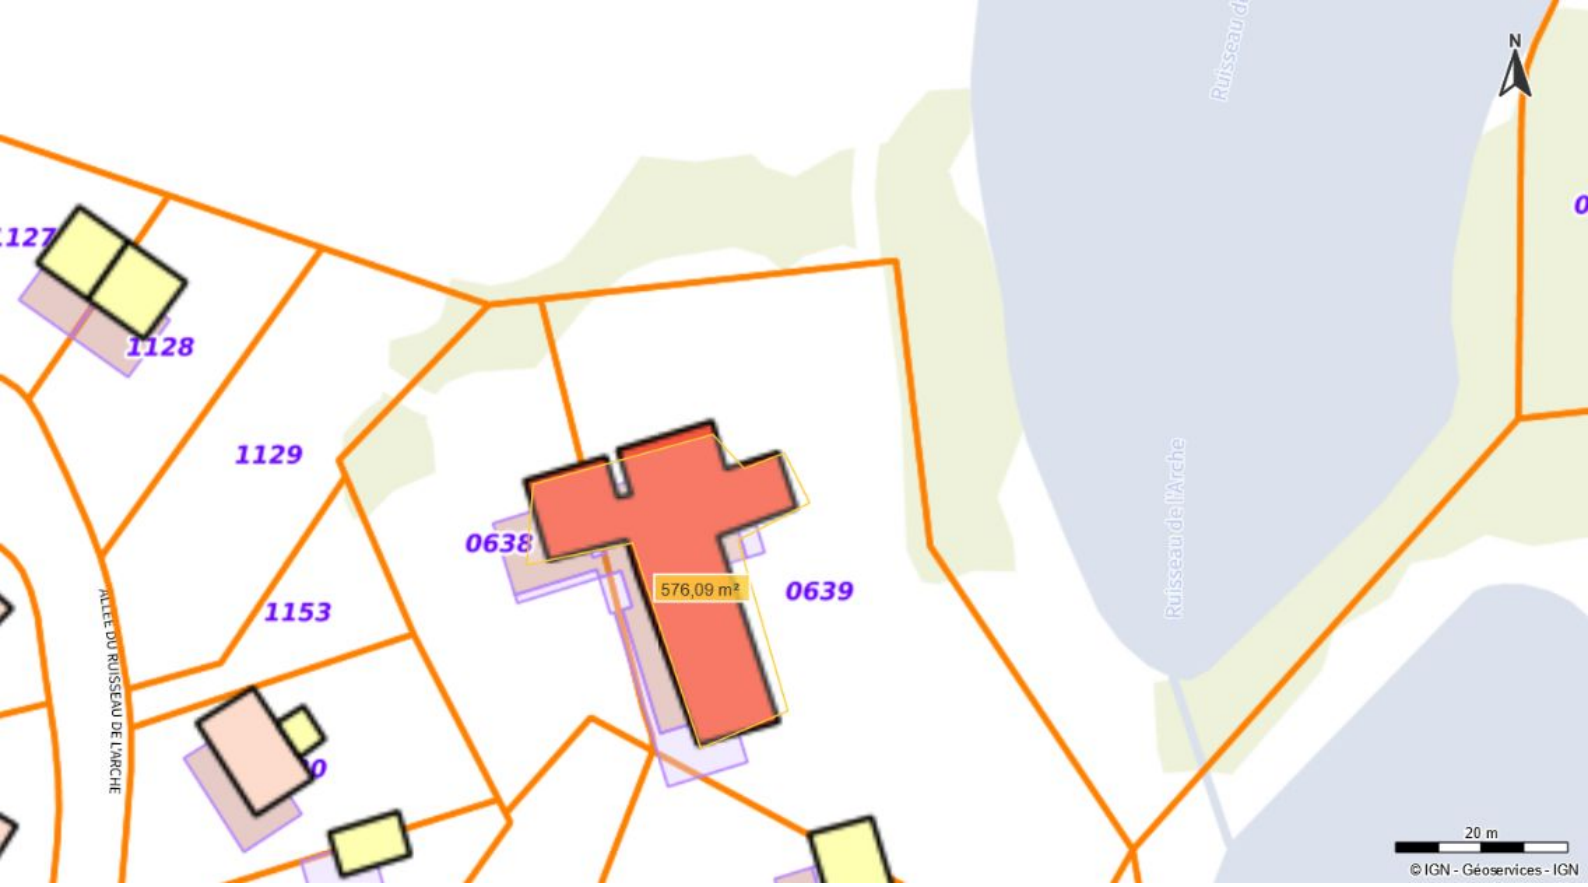 Ruisseau d
N
0
1127
1128
1129
0638
Ruisseau de l'Arche
576,09 m²
0639
ALLEE DU RUISSEAU DE L'ARCHE
1153
0
20 m
© IGN - Géoservices - IGN